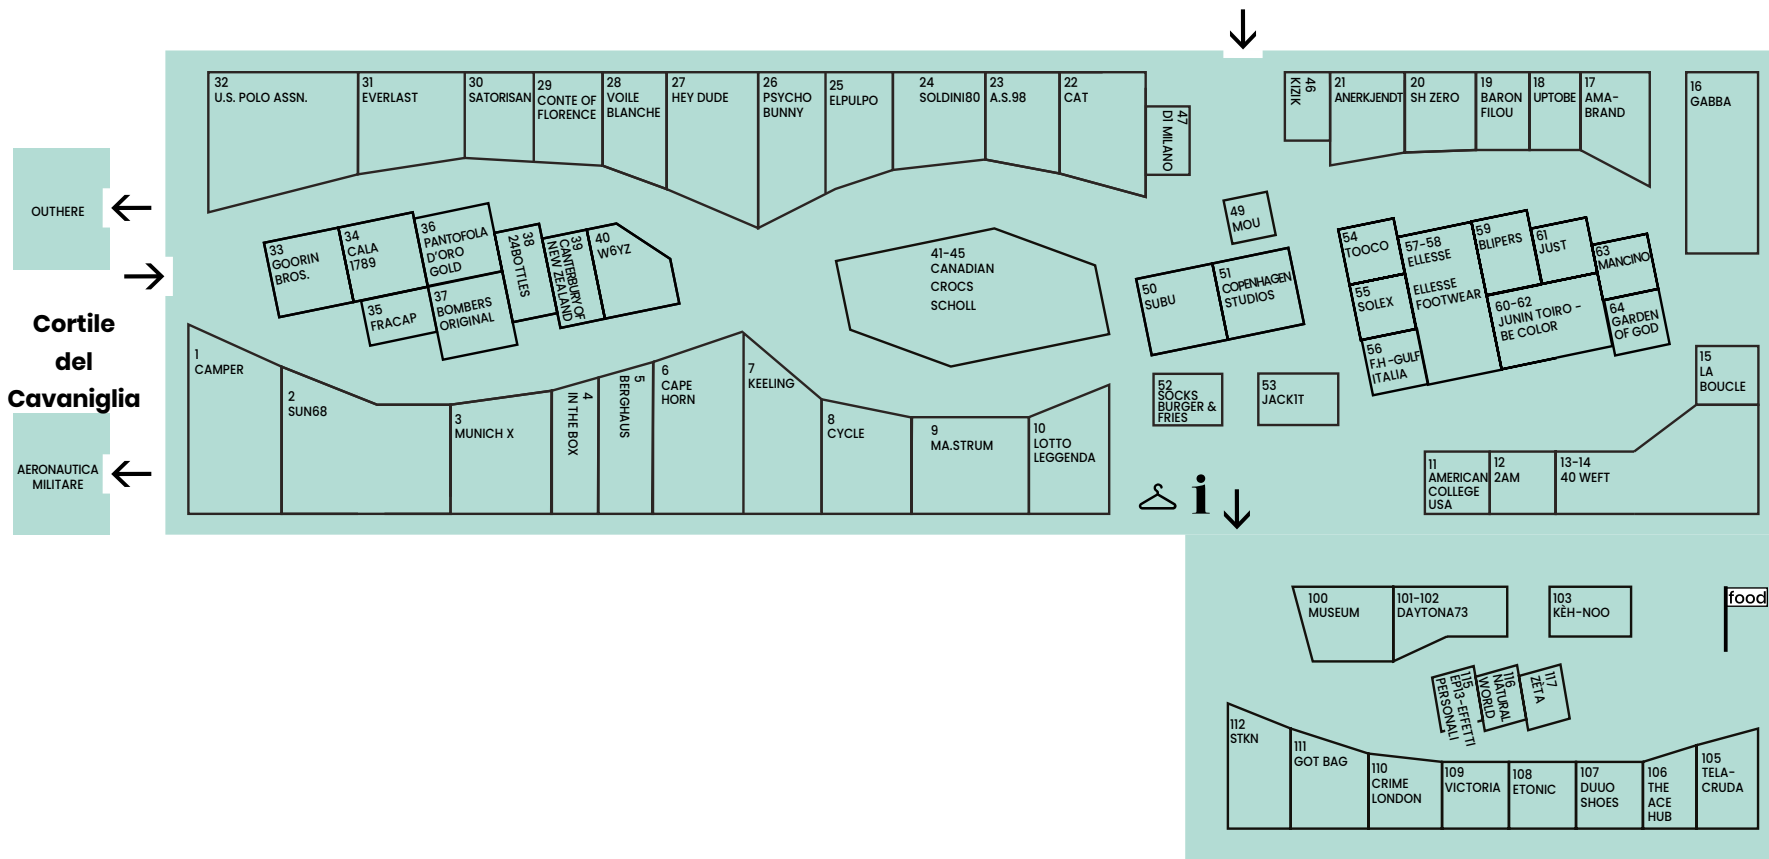 32
U.S. POLO ASSN.
31
EVERLAST
30
SATORISAN
29
CONTE OF
FLORENCE
28
VOILE
BLANCHE
27
HEY DUDE
26
PSYCHO
BUNNY
25
ELPULPO
24
SOLDINI80
23
A.S.98
22
CAT
47
D1 MILANO
46
KIZIK
21
ANERKJENDT
20
SH ZERO
19
BARON
FILOU
18
UPTOBE
17
AMA-
BRAND
16
GABBA
OUTHERE
Cortile
del
Cavaniglia
AERONAUTICA
MILITARE
33
GOORIN
BROS.
34
CALA
1789
35
FRACAP
36
PANTOFOLA
D'ORO
GOLD
37
BOMBERS
ORIGINAL
38
24BOTTLES
39
CANTERBURY OF
NEW ZEALAND
40
W6YZ
41-45
CANADIAN
CROCS
SCHOLL
49
MOU
50
SUBU
51
COPENHAGEN
STUDIOS
52
SOCKS
BURGER &
FRIES
53
JACK1T
54
TOOCO
55
SOLEX
56
F.H -GULF
ITALIA
57-58
ELLESSE
ELLESSE
FOOTWEAR
59
BLIPERS
61
JUST
60-62
JUNIN TOIRO -
BE COLOR
63
MANCINO
64
GARDEN
OF GOD
15
LA
BOUCLE
1
CAMPER
2
SUN68
3
MUNICH X
4
IN THE BOX
5
BERGHAUS
6
CAPE
HORN
7
KEELING
8
CYCLE
9
MA.STRUM
10
LOTTO
LEGGENDA
i
11
AMERICAN
COLLEGE
USA
12
2AM
13-14
40 WEFT
100
MUSEUM
101-102
DAYTONA73
103
KÈH-NOO
food
115
EP13-EFFETTI
PERSONALI
116
NATURAL
WORLD
117
ZÈTA
112
STKN
111
GOT BAG
110
CRIME
LONDON
109
VICTORIA
108
ETONIC
107
DUUO
SHOES
106
THE
ACE
HUB
105
TELA-
CRUDA